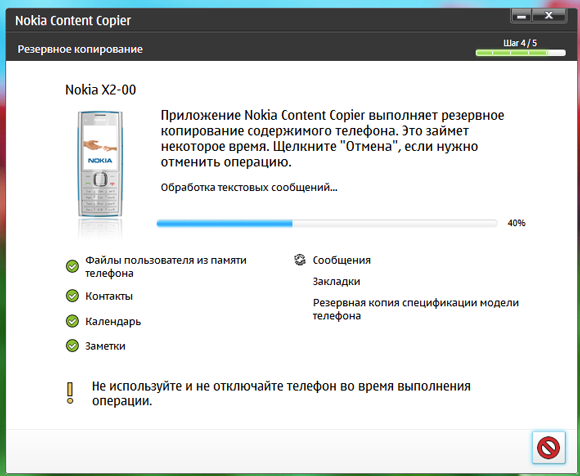 Nokia Content Copier
Резервное копирование
Шаг 4 / 5
Nokia X2-00
Приложение Nokia Content Copier выполняет резервное
копирование содержимого телефона. Это займет
некоторое время. Щелкните "Отмена", если нужно
отменить операцию.
NOKIA
Обработка текстовых сообщений...
40%
Файлы пользователя из памяти
телефона
Контакты
Календарь
Заметки
Сообщения
Закладки
Резервная копия спецификации модели
телефона
Не используйте и не отключайте телефон во время выполнения
операции.